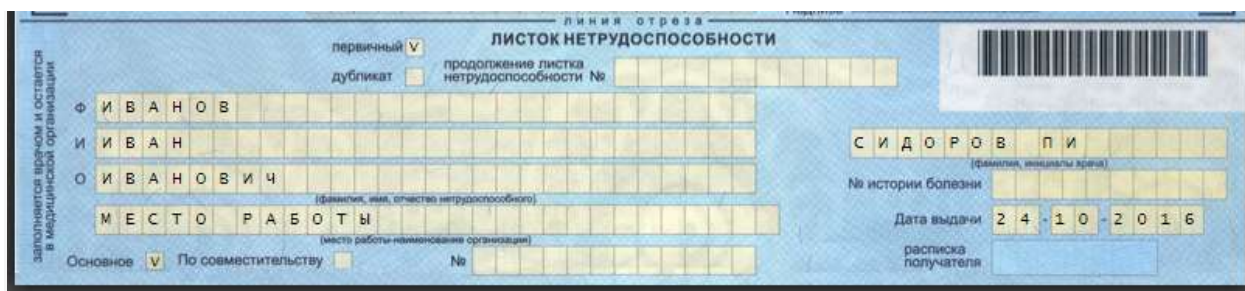 линия отреза
ЛИСТОК НЕТРУДОСПОСОБНОСТИ
первичный V
дубликат
продолжение листка
нетрудоспособности №
заполняется врачом и остается
в медицинской организации
Ф ИВАНОВ
И ИВАН
О ИВАНОВИЧ
(фамилия, имя, отчество нетрудоспособного)
МЕСТО РАБОТЫ
(место работы-наименование организации)
Основное V По совместительству №
СИДОРОВ ПИ
(фамилия, инициалы врача)
№ истории болезни
Дата выдачи 24-10-2016
расписка
получателя